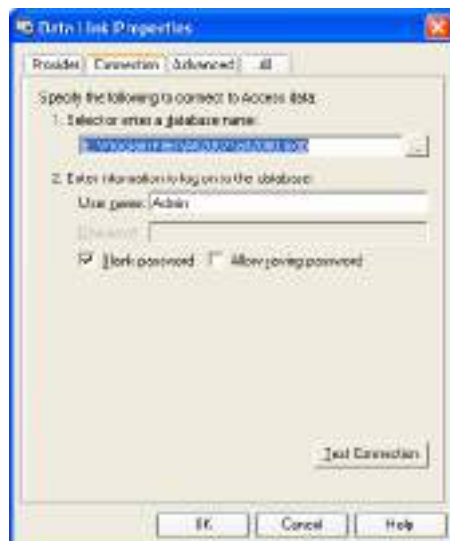 Data Link Properties
Provider Connection Advanced All
Specify the following to connect to Access data:
1. Select or enter a database name:
...
2. Enter information to log on to the database:
User name: Admin
Password:
Blank password Allow saving password
Test Connection
OK Cancel Help